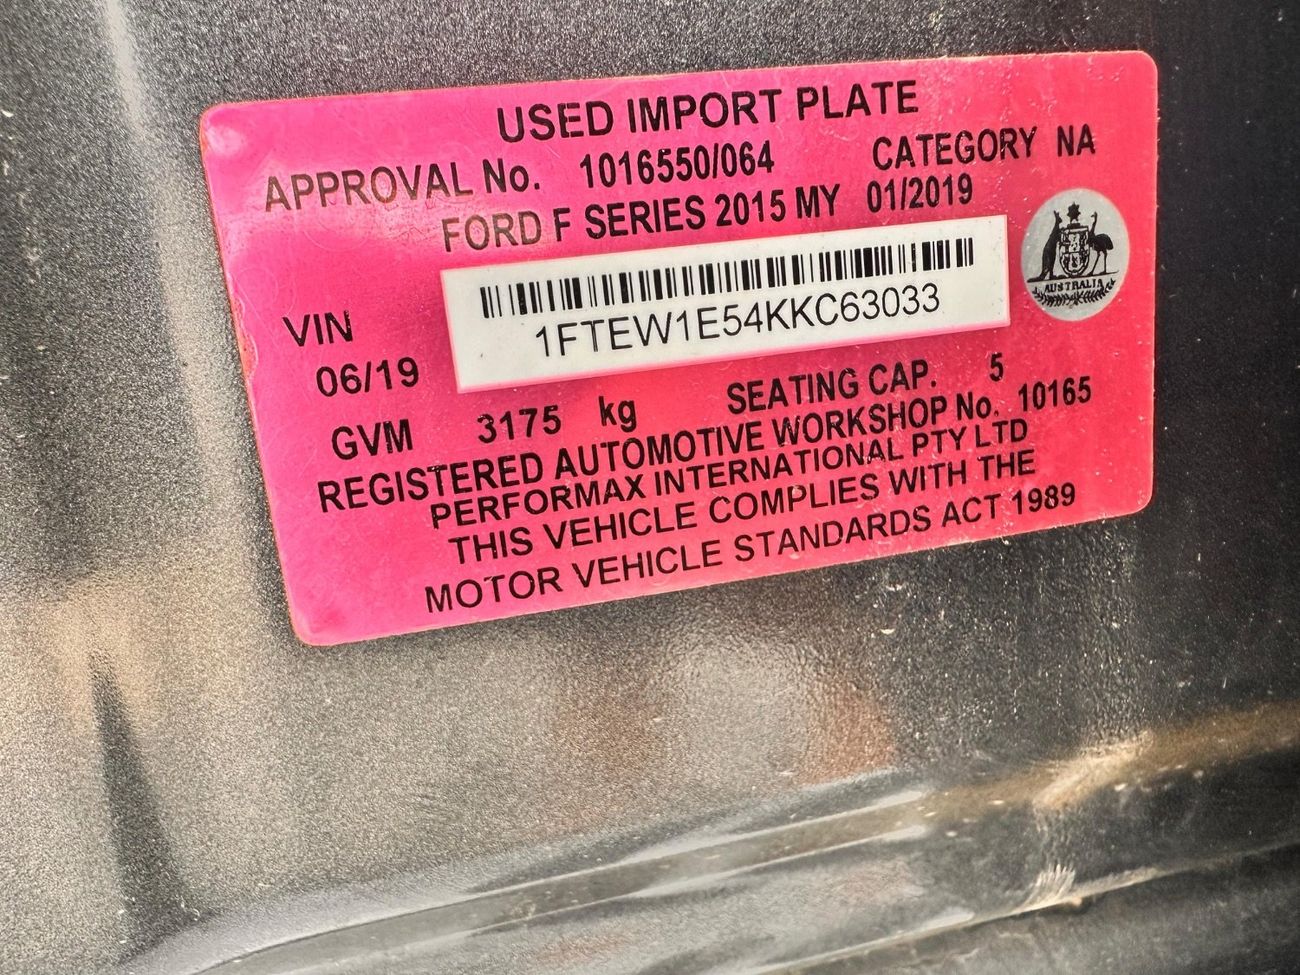 USED IMPORT PLATE
APPROVAL No. 1016550/064 CATEGORY NA
FORD F SERIES 2015 MY 01/2019
VIN 1FTEW1E54KKC63033
06/19
GVM 3175 kg SEATING CAP. 5
REGISTERED AUTOMOTIVE WORKSHOP No. 10165
PERFORMAX INTERNATIONAL PTY LTD
THIS VEHICLE COMPLIES WITH THE
MOTOR VEHICLE STANDARDS ACT 1989
AUSTRALIA